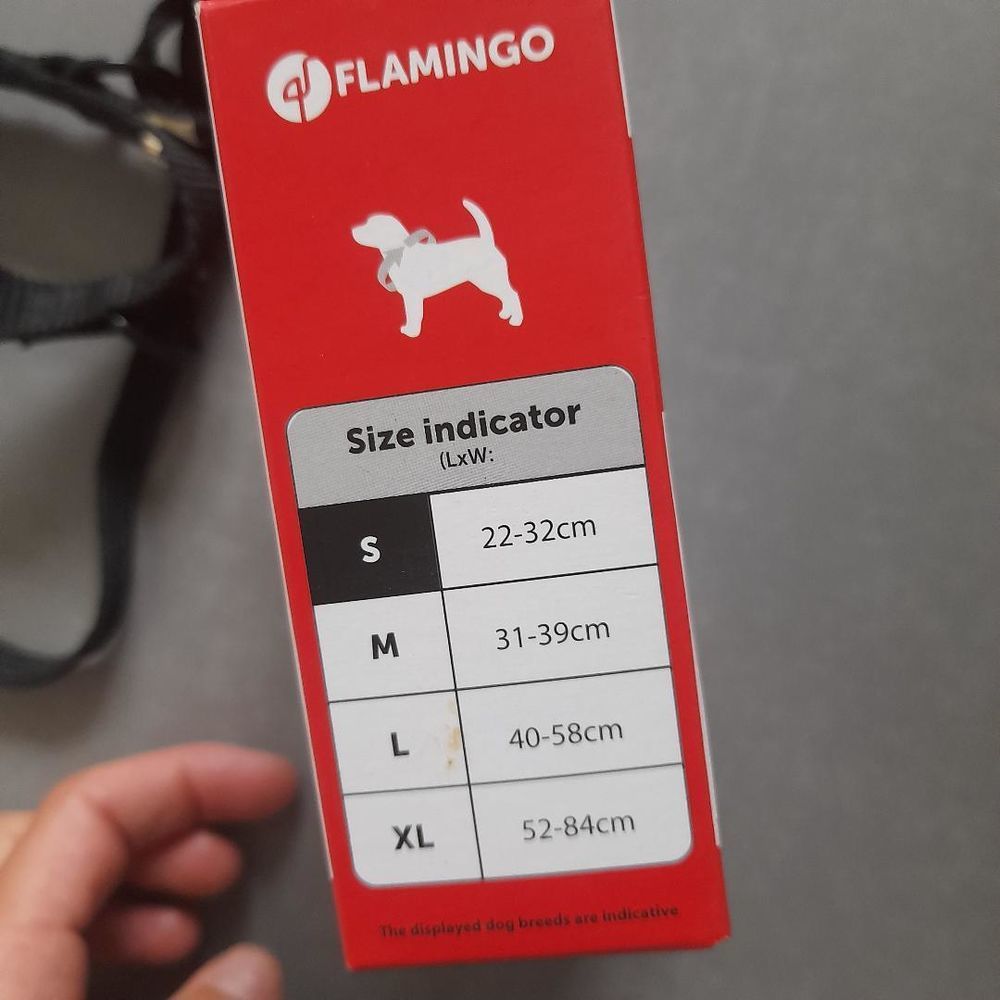 FLAMINGO
Size indicator
(LxW:
S 22-32cm
M 31-39cm
L 40-58cm
XL 52-84cm
The displayed dog breeds are indicative